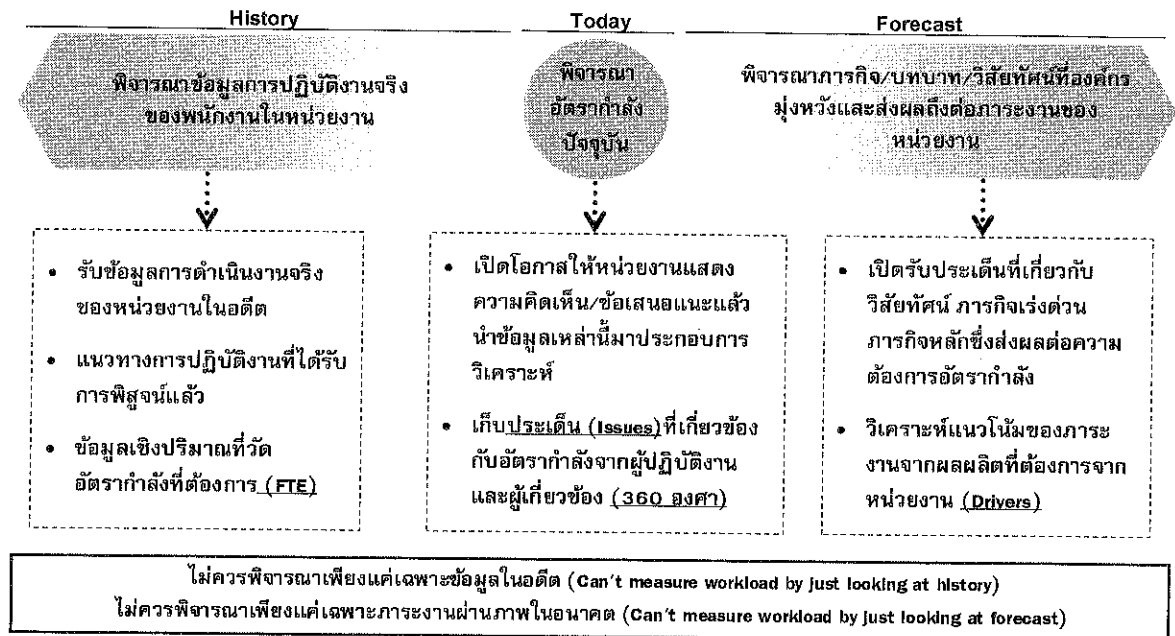 History
Today
Forecast
พิจารณาข้อมูลการปฏิบัติงานจริง
ของพนักงานในหน่วยงาน
พิจารณา
อัตรากำลัง
ปัจจุบัน
พิจารณาภารกิจ/บทบาท/วิสัยทัศน์ที่องค์กร
มุ่งหวังและส่งผลถึงต่อภาระงานของ
หน่วยงาน
• รับข้อมูลการดำเนินงานจริง
ของหน่วยงานในอดีต
• แนวทางการปฏิบัติงานที่ได้รับ
การพิสูจน์แล้ว
• ข้อมูลเชิงปริมาณที่วัด
อัตรากำลังที่ต้องการ (FTE)
• เปิดโอกาสให้หน่วยงานแสดง
ความคิดเห็น/ข้อเสนอแนะแล้ว
นำข้อมูลเหล่านี้มาประกอบการ
วิเคราะห์
• เก็บประเด็น (Issues)ที่เกี่ยวข้อง
กับอัตรากำลังจากผู้ปฏิบัติงาน
และผู้เกี่ยวข้อง (360 องศา)
• เปิดรับประเด็นที่เกี่ยวกับ
วิสัยทัศน์ ภารกิจเร่งด่วน
ภารกิจหลักซึ่งส่งผลต่อความ
ต้องการอัตรากำลัง
• วิเคราะห์แนวโน้มของภาระ
งานจากผลผลิตที่ต้องการจาก
หน่วยงาน (Drivers)
ไม่ควรพิจารณาเพียงแค่เฉพาะข้อมูลในอดีต (Can't measure workload by just looking at history)
ไม่ควรพิจารณาเพียงแค่เฉพาะภาระงานผ่านภาพในอนาคต (Can't measure workload by just looking at forecast)